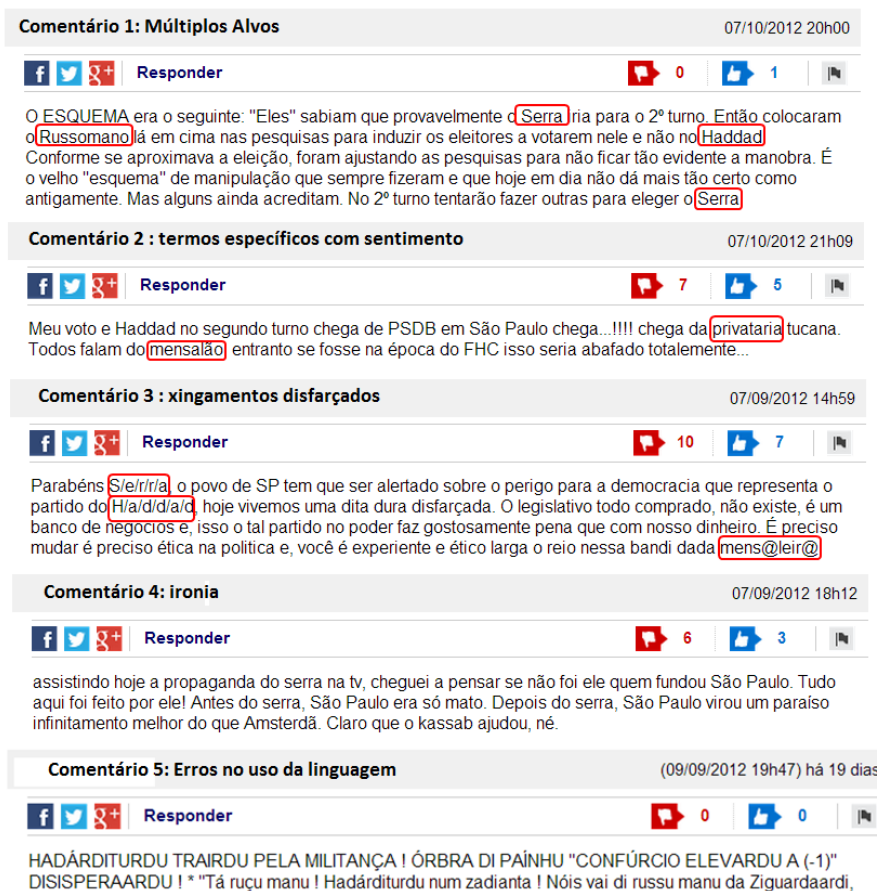 Comentário 1: Múltiplos Alvos 07/10/2012 20h00
f g+ Responder 0 1
O ESQUEMA era o seguinte: "Eles" sabiam que provavelmente o Serra iria para o 2º turno. Então colocaram
o Russomano lá em cima nas pesquisas para induzir os eleitores a votarem nele e não no Haddad
Conforme se aproximava a eleição, foram ajustando as pesquisas para não ficar tão evidente a manobra. É
o velho "esquema" de manipulação que sempre fizeram e que hoje em dia não dá mais tão certo como
antigamente. Mas alguns ainda acreditam. No 2º turno tentarão fazer outras para eleger o Serra
Comentário 2 : termos específicos com sentimento 07/10/2012 21h09
f g+ Responder 7 5
Meu voto e Haddad no segundo turno chega de PSDB em São Paulo chega...!!!! chega da privataria tucana.
Todos falam do mensalão entranto se fosse na época do FHC isso seria abafado totalemente...
Comentário 3 : xingamentos disfarçados 07/09/2012 14h59
f g+ Responder 10 7
Parabéns S/e/r/r/a, o povo de SP tem que ser alertado sobre o perigo para a democracia que representa o
partido do H/a/d/d/a/d, hoje vivemos uma dita dura disfarçada. O legislativo todo comprado, não existe, é um
banco de negócios e, isso o tal partido no poder faz gostosamente pena que com nosso dinheiro. É preciso
mudar é preciso ética na politica e, você é experiente e ético larga o reio nessa bandi dada mens@leir@
Comentário 4: ironia 07/09/2012 18h12
f g+ Responder 6 3
assistindo hoje a propaganda do serra na tv, cheguei a pensar se não foi ele quem fundou São Paulo. Tudo
aqui foi feito por ele! Antes do serra, São Paulo era só mato. Depois do serra, São Paulo virou um paraíso
infinitamento melhor do que Amsterdã. Claro que o kassab ajudou, né.
Comentário 5: Erros no uso da linguagem (09/09/2012 19h47) há 19 dias
f g+ Responder 0 0
HADÁRDITURDU TRAIRDU PELA MILITANÇA ! ÓRBRA DI PAÍNHU "CONFÚRCIO ELEVARDU A (-1)"
DISISPERAARDU ! * "Tá ruçu manu ! Hadárditurdu num zadianta ! Nóis vai di russu manu da Ziguardaardi,